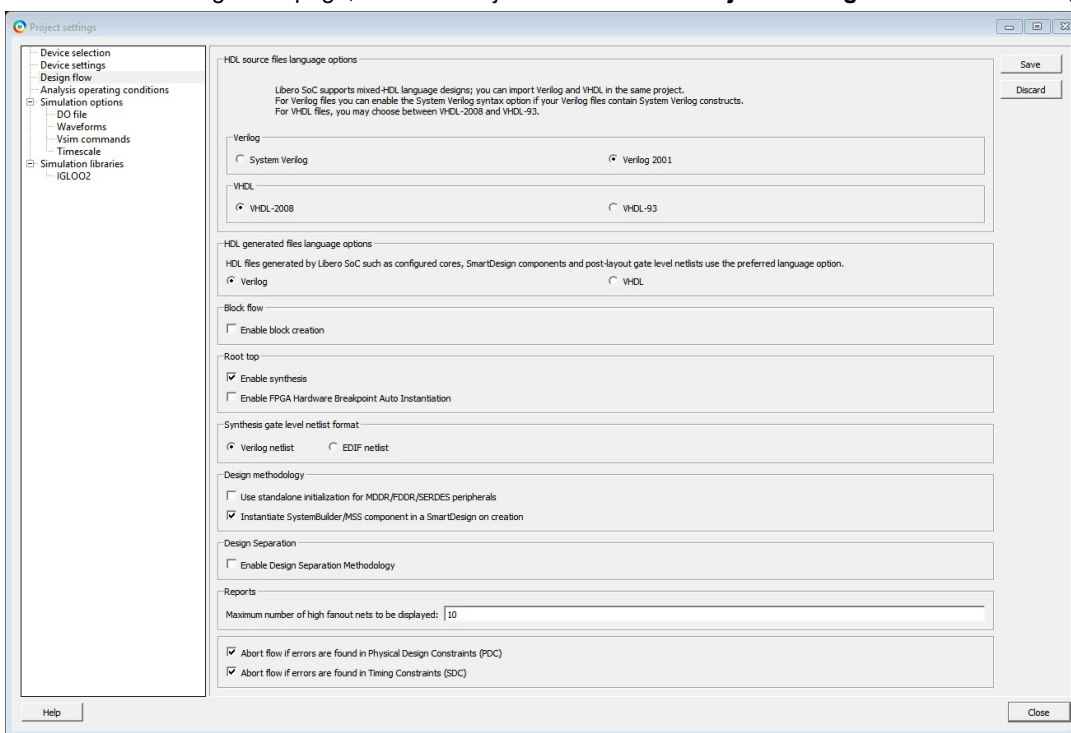 Project settings
Device selection
Device settings
Design flow
Analysis operating conditions
Simulation options
DO file
Waveforms
Vsim commands
Timescale
Simulation libraries
IGLOO2
HDL source files language options
Libero SoC supports mixed-HDL language designs; you can import Verilog and VHDL in the same project.
For Verilog files you can enable the System Verilog syntax option if your Verilog files contain System Verilog constructs.
For VHDL files, you may choose between VHDL-2008 and VHDL-93.
Verilog
System Verilog
Verilog 2001
VHDL
VHDL-2008
VHDL-93
HDL generated files language options
HDL files generated by Libero SoC such as configured cores, SmartDesign components and post-layout gate level netlists use the preferred language option.
Verilog
VHDL
Block flow
Enable block creation
Root top
Enable synthesis
Enable FPGA Hardware Breakpoint Auto Instantiation
Synthesis gate level netlist format
Verilog netlist
EDIF netlist
Design methodology
Use standalone initialization for MDDR/FDDR/SERDES peripherals
Instantiate SystemBuilder/MSS component in a SmartDesign on creation
Design Separation
Enable Design Separation Methodology
Reports
Maximum number of high fanout nets to be displayed: 10
Abort flow if errors are found in Physical Design Constraints (PDC)
Abort flow if errors are found in Timing Constraints (SDC)
Save
Discard
Help
Close